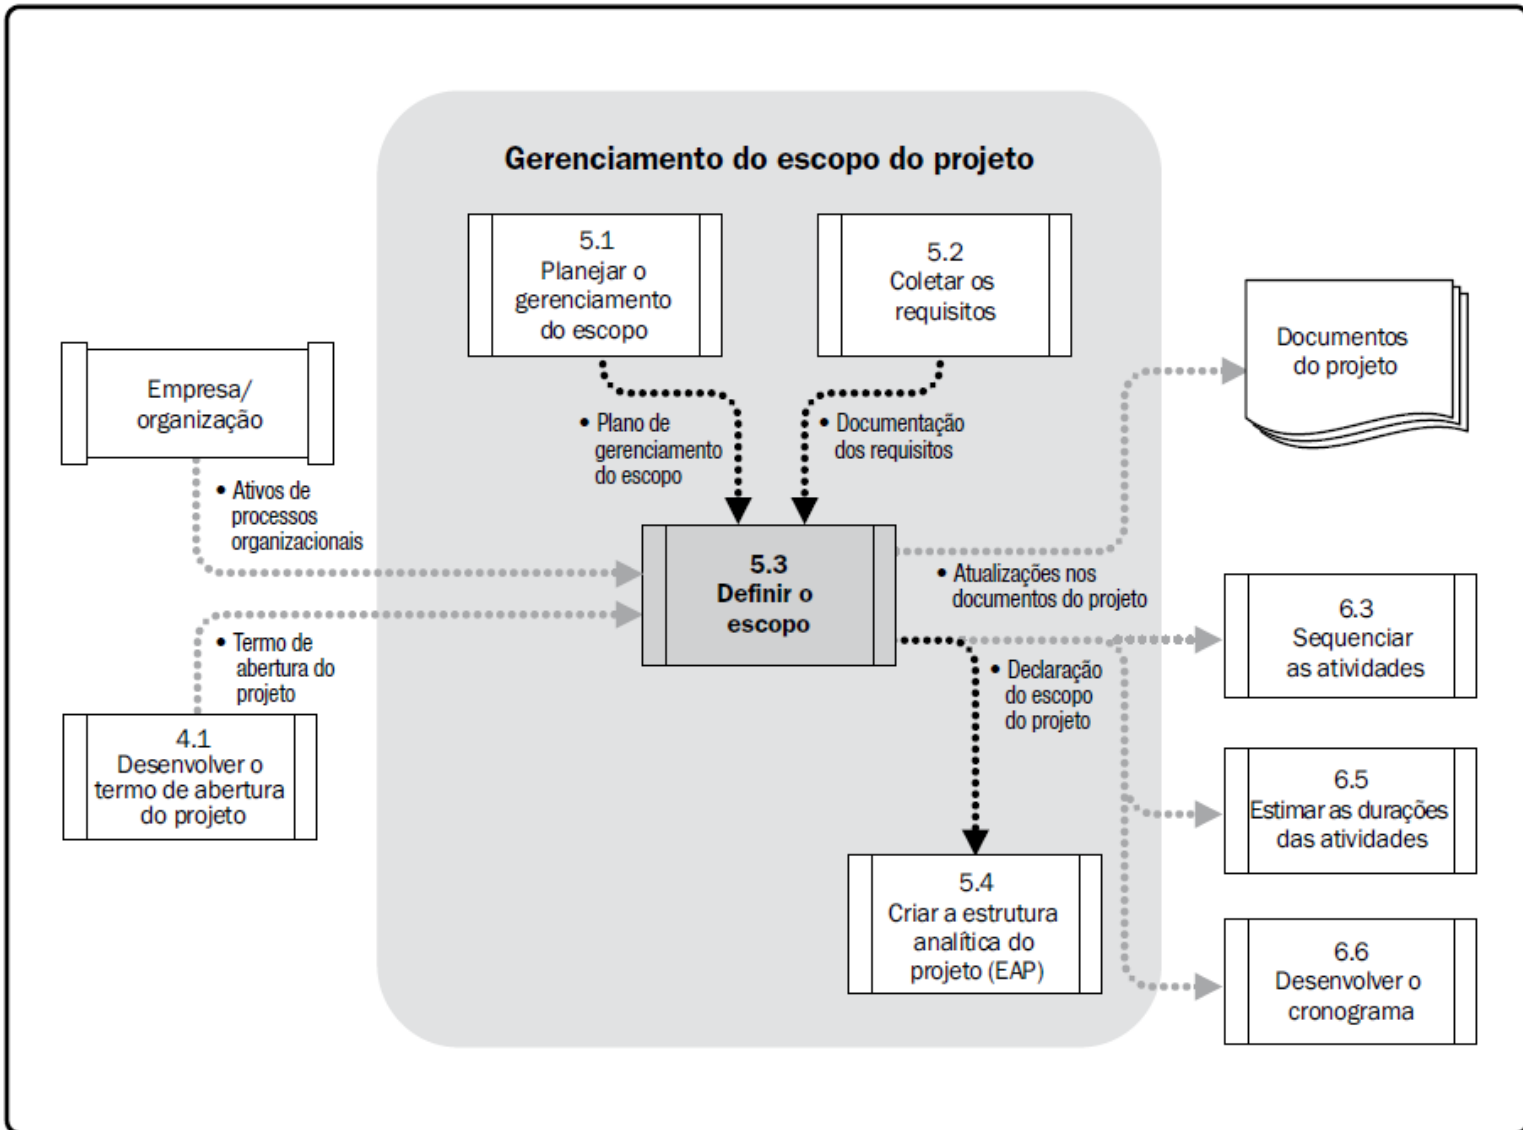 Gerenciamento do escopo do projeto
5.1
Planejar o
gerenciamento
do escopo
5.2
Coletar os
requisitos
Documentos
do projeto
Empresa/
organização
• Plano de
gerenciamento
do escopo
• Documentação
dos requisitos
• Ativos de
processos
organizacionais
5.3
Definir o
escopo
• Atualizações nos
documentos do projeto
6.3
Sequenciar
as atividades
• Termo de
abertura do
projeto
• Declaração
do escopo
do projeto
4.1
Desenvolver o
termo de abertura
do projeto
6.5
Estimar as durações
das atividades
5.4
Criar a estrutura
analítica do
projeto (EAP)
6.6
Desenvolver o
cronograma